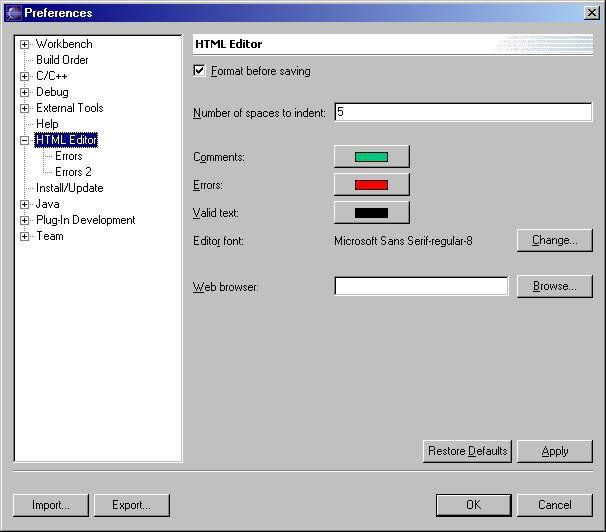 Preferences
Workbench
Build Order
C/C++
Debug
External Tools
Help
HTML Editor
Errors
Errors 2
Install/Update
Java
Plug-In Development
Team
HTML Editor
Format before saving
Number of spaces to indent: 5
Comments:
Errors:
Valid text:
Editor font: Microsoft Sans Serif-regular-8 Change...
Web browser: Browse...
Restore Defaults Apply
Import... Export... OK Cancel